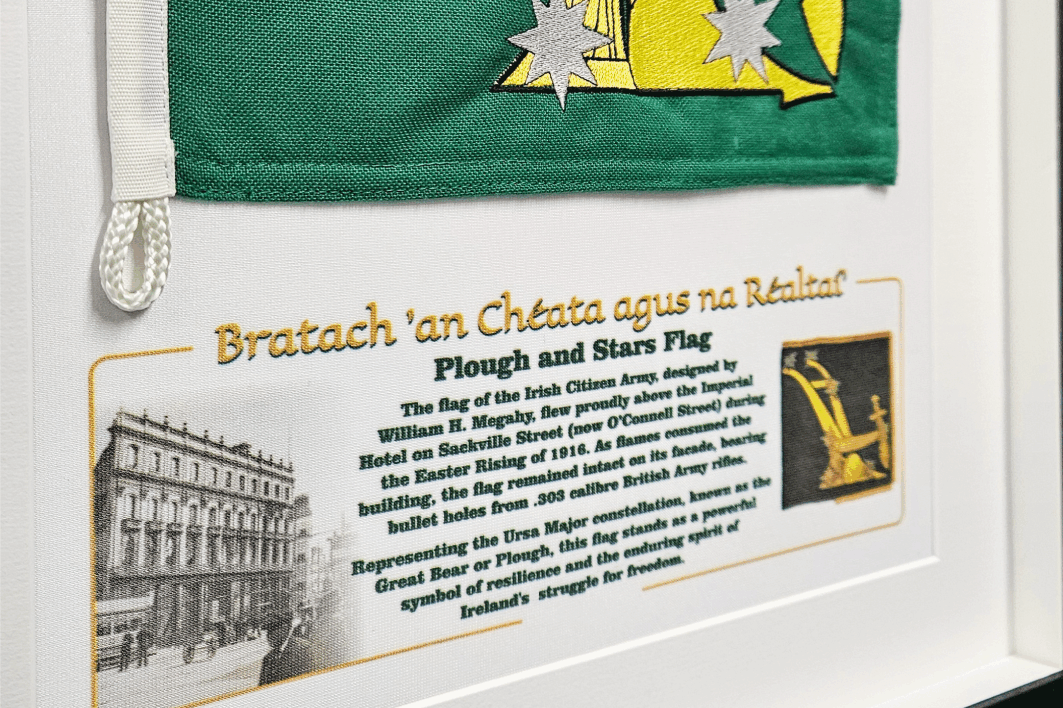 Bratach 'an Chéata agus na Réaltaí
Plough and Stars Flag
The flag of the Irish Citizen Army, designed by
William H. Megahy, flew proudly above the Imperial
Hotel on Sackville Street (now O'Connell Street) during
the Easter Rising of 1916. As flames consumed the
building, the flag remained intact on its facade, bearing
bullet holes from .303 calibre British Army rifles.
Representing the Ursa Major constellation, known as the
Great Bear or Plough, this flag stands as a powerful
symbol of resilience and the enduring spirit of
Ireland's struggle for freedom.